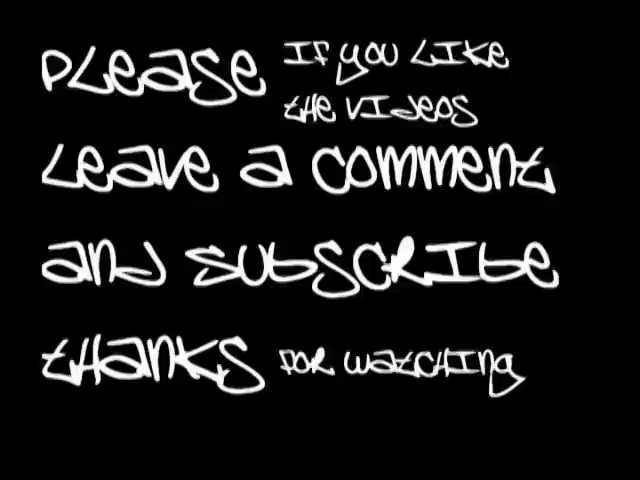 Please If you like
the videos
Leave a comment
and subscribe
thanks for watching